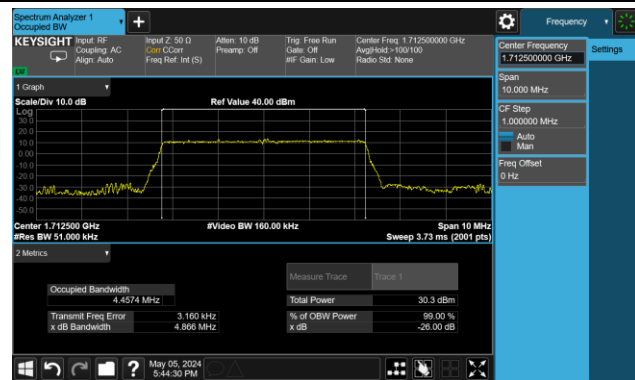 Spectrum Analyzer 1
Occupied BW
Frequency
KEYSIGHT
Input: RF
Coupling: AC
Align: Auto
Input Z: 50 Ω
Corr CCorr
Freq Ref: Int (S)
Atten: 10 dB
Preamp: Off
Trig: Free Run
Gate: Off
#IF Gain: Low
Center Freq: 1.712500000 GHz
Avg|Hold:>100/100
Radio Std: None
Center Frequency
1.712500000 GHz
Settings
Span
10.000 MHz
CF Step
1.000000 MHz
Auto
Man
Freq Offset
0 Hz
1 Graph
Scale/Div 10.0 dB
Ref Value 40.00 dBm
Log
30.0
20.0
10.0
0.00
-10.0
-20.0
-30.0
-40.0
-50.0
Center 1.712500 GHz
#Video BW 160.00 kHz
Span 10 MHz
#Res BW 51.000 kHz
Sweep 3.73 ms (2001 pts)
2 Metrics
Measure Trace
Trace 1
Occupied Bandwidth
4.4574 MHz
Total Power
30.3 dBm
Transmit Freq Error
3.160 kHz
% of OBW Power
99.00 %
x dB Bandwidth
4.866 MHz
x dB
-26.00 dB
?
May 05, 2024
5:44:30 PM